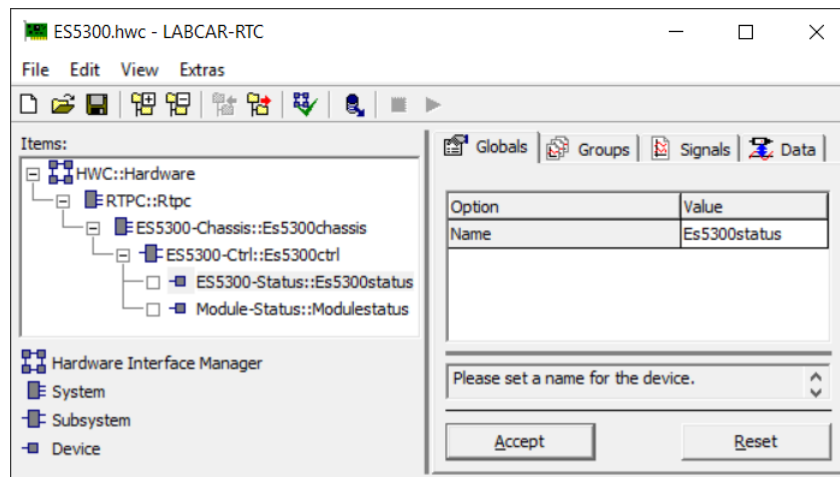 ES5300.hwc - LABCAR-RTC
File Edit View Extras
Items:
HWC::Hardware
RTPC::Rtpc
ES5300-Chassis::Es5300chassis
ES5300-Ctrl::Es5300ctrl
ES5300-Status::Es5300status
Module-Status::Modulestatus
Hardware Interface Manager
System
Subsystem
Device
Globals Groups Signals Data
Option Value
Name Es5300status
Please set a name for the device.
Accept Reset